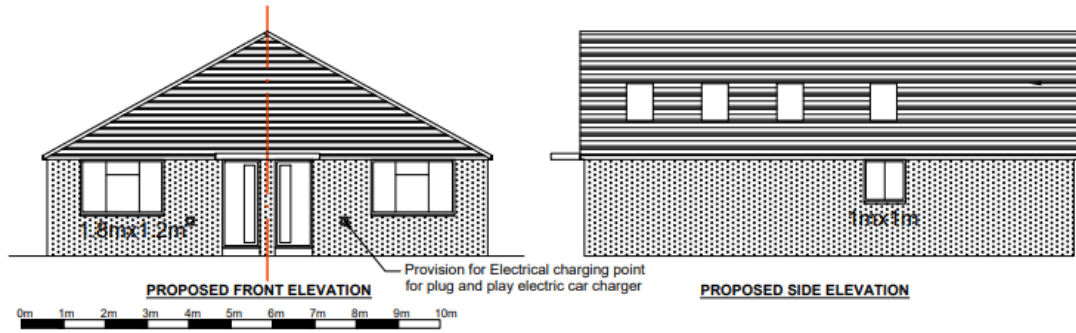 1.8mx1.2m
1mx1m
Provision for Electrical charging point
for plug and play electric car charger
PROPOSED FRONT ELEVATION
PROPOSED SIDE ELEVATION
0m 1m 2m 3m 4m 5m 6m 7m 8m 9m 10m